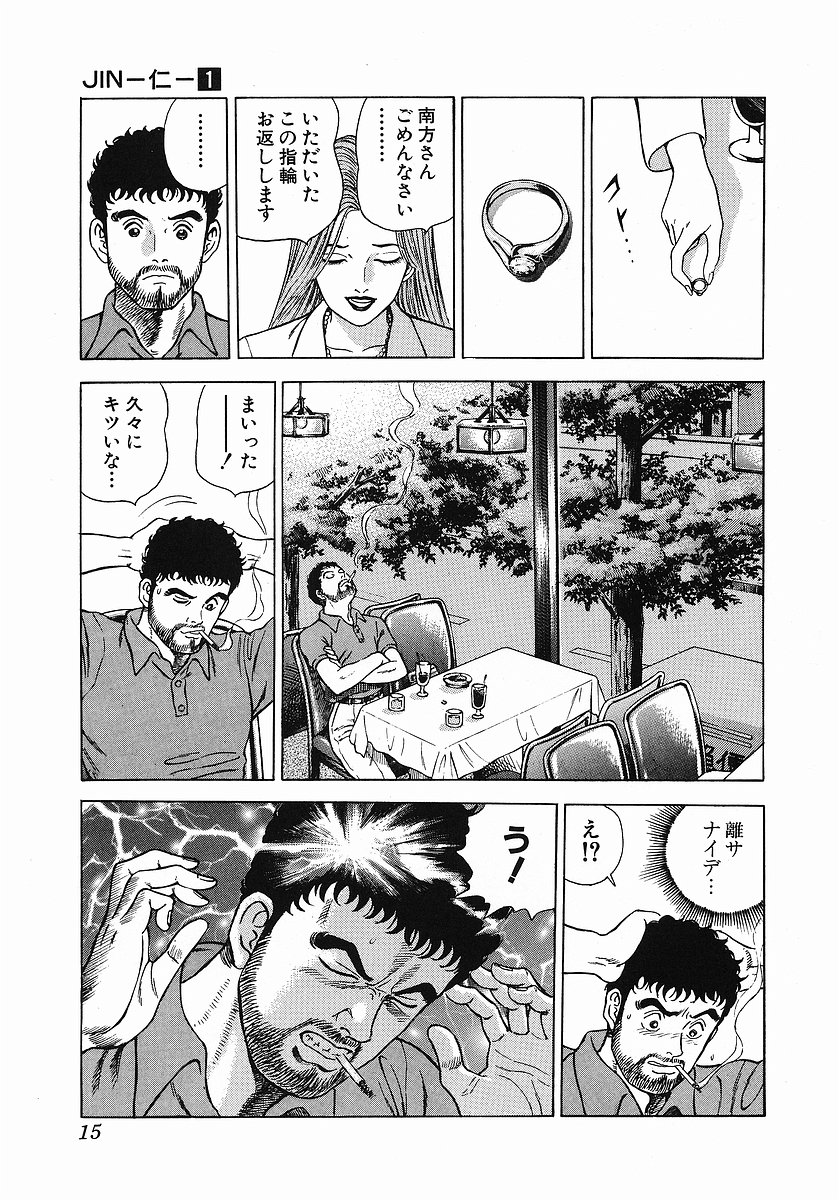 JIN－仁－1
コト…
南方さん
ごめんなさい
………
いただいた
この指輪
お返しします
………
まいった
――！
久々に
キツいな…
離サ
ナイデ…
え!?
う！
15